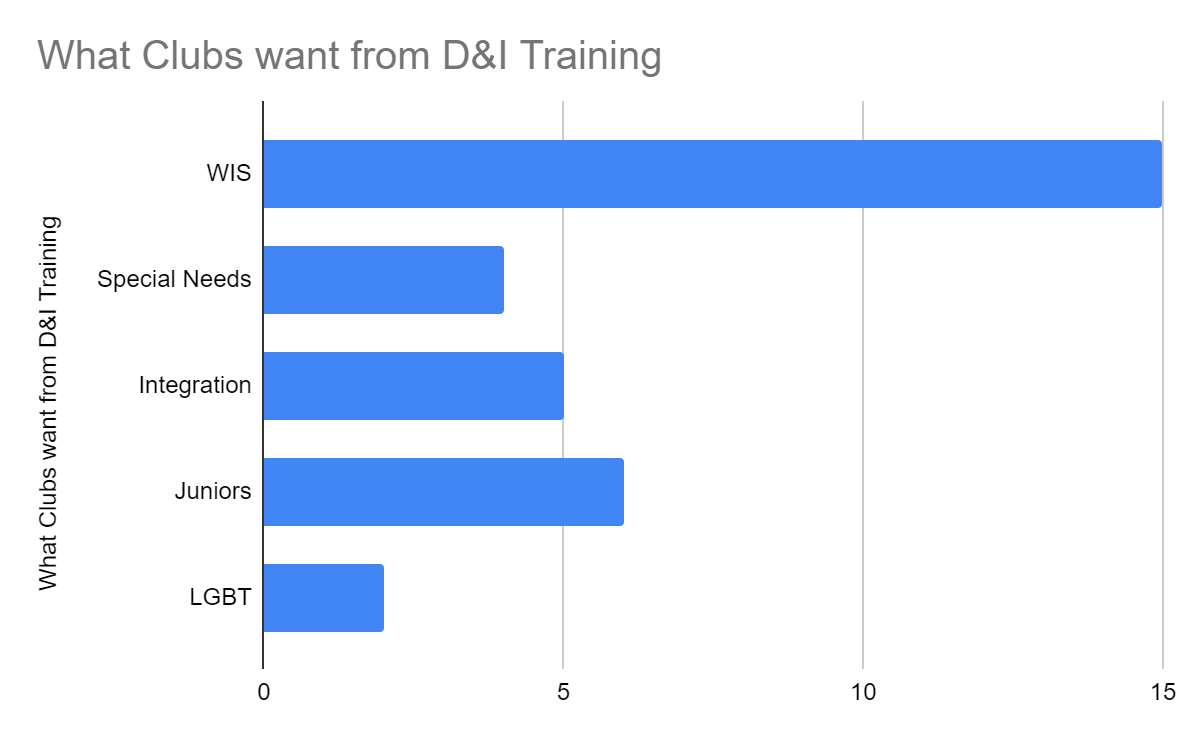 What Clubs want from D&I Training
What Clubs want from D&I Training
WIS
Special Needs
Integration
Juniors
LGBT
0
5
10
15